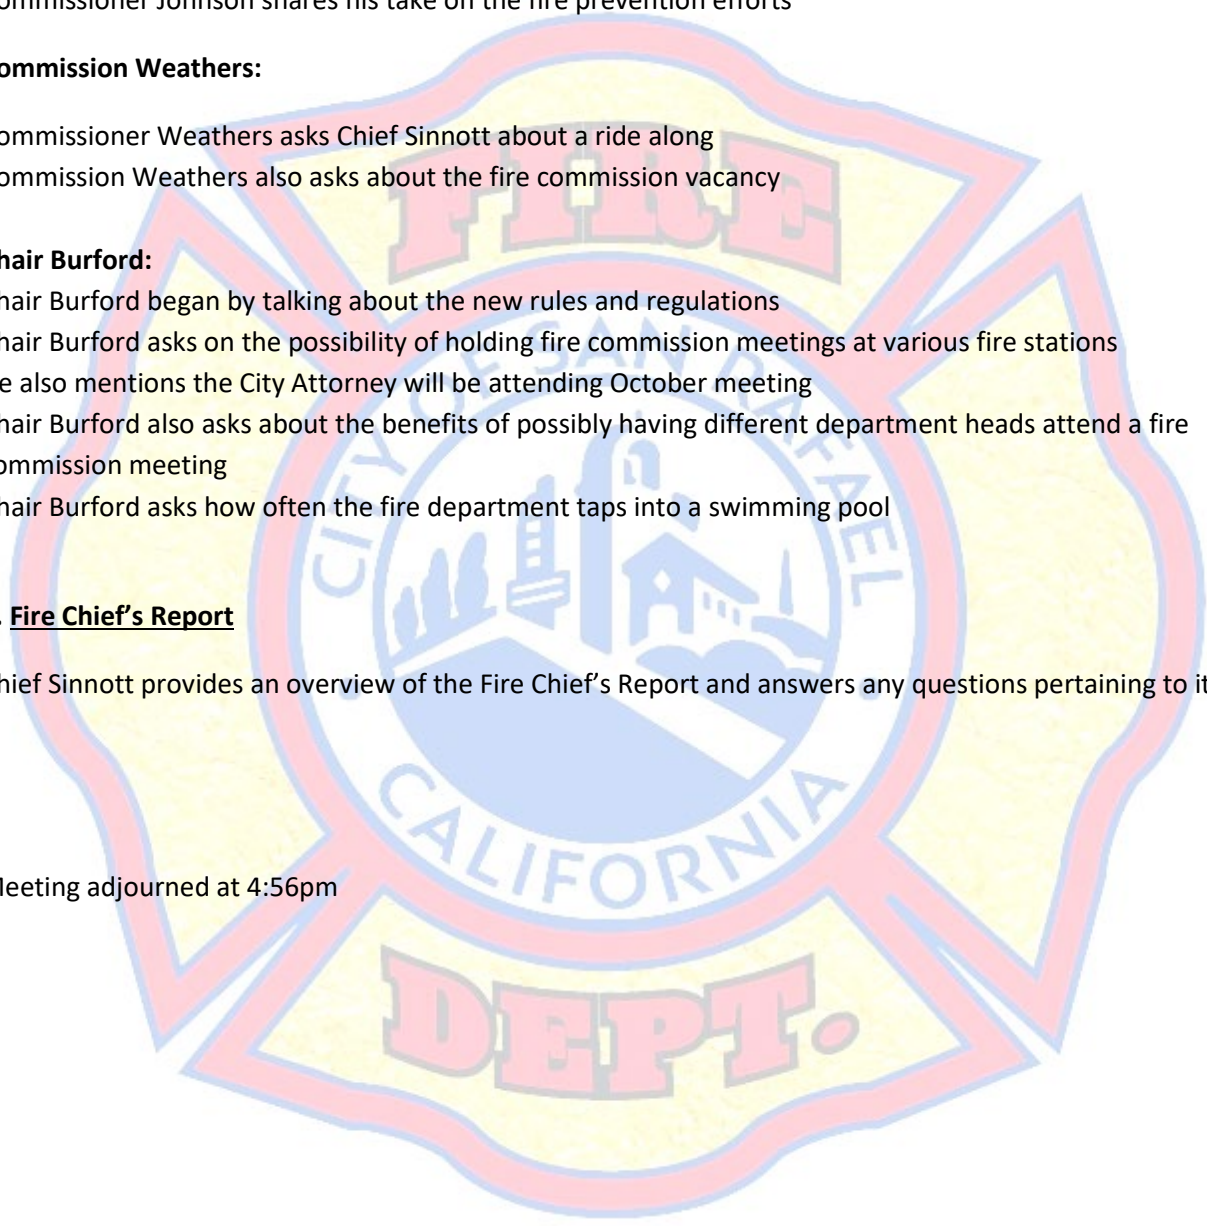 ommissioner Johnson shares his take on the fire prevention efforts
ommission Weathers:
ommissioner Weathers asks Chief Sinnott about a ride along
ommission Weathers also asks about the fire commission vacancy
hair Burford:
hair Burford began by talking about the new rules and regulations
hair Burford asks on the possibility of holding fire commission meetings at various fire stations
e also mentions the City Attorney will be attending October meeting
hair Burford also asks about the benefits of possibly having different department heads attend a fire
ommission meeting
hair Burford asks how often the fire department taps into a swimming pool
. Fire Chief's Report
hief Sinnott provides an overview of the Fire Chief's Report and answers any questions pertaining to it
eeting adjourned at 4:56pm
FIRE
CITY OF SAN RAFAEL
CALIFORNIA
DEPT.